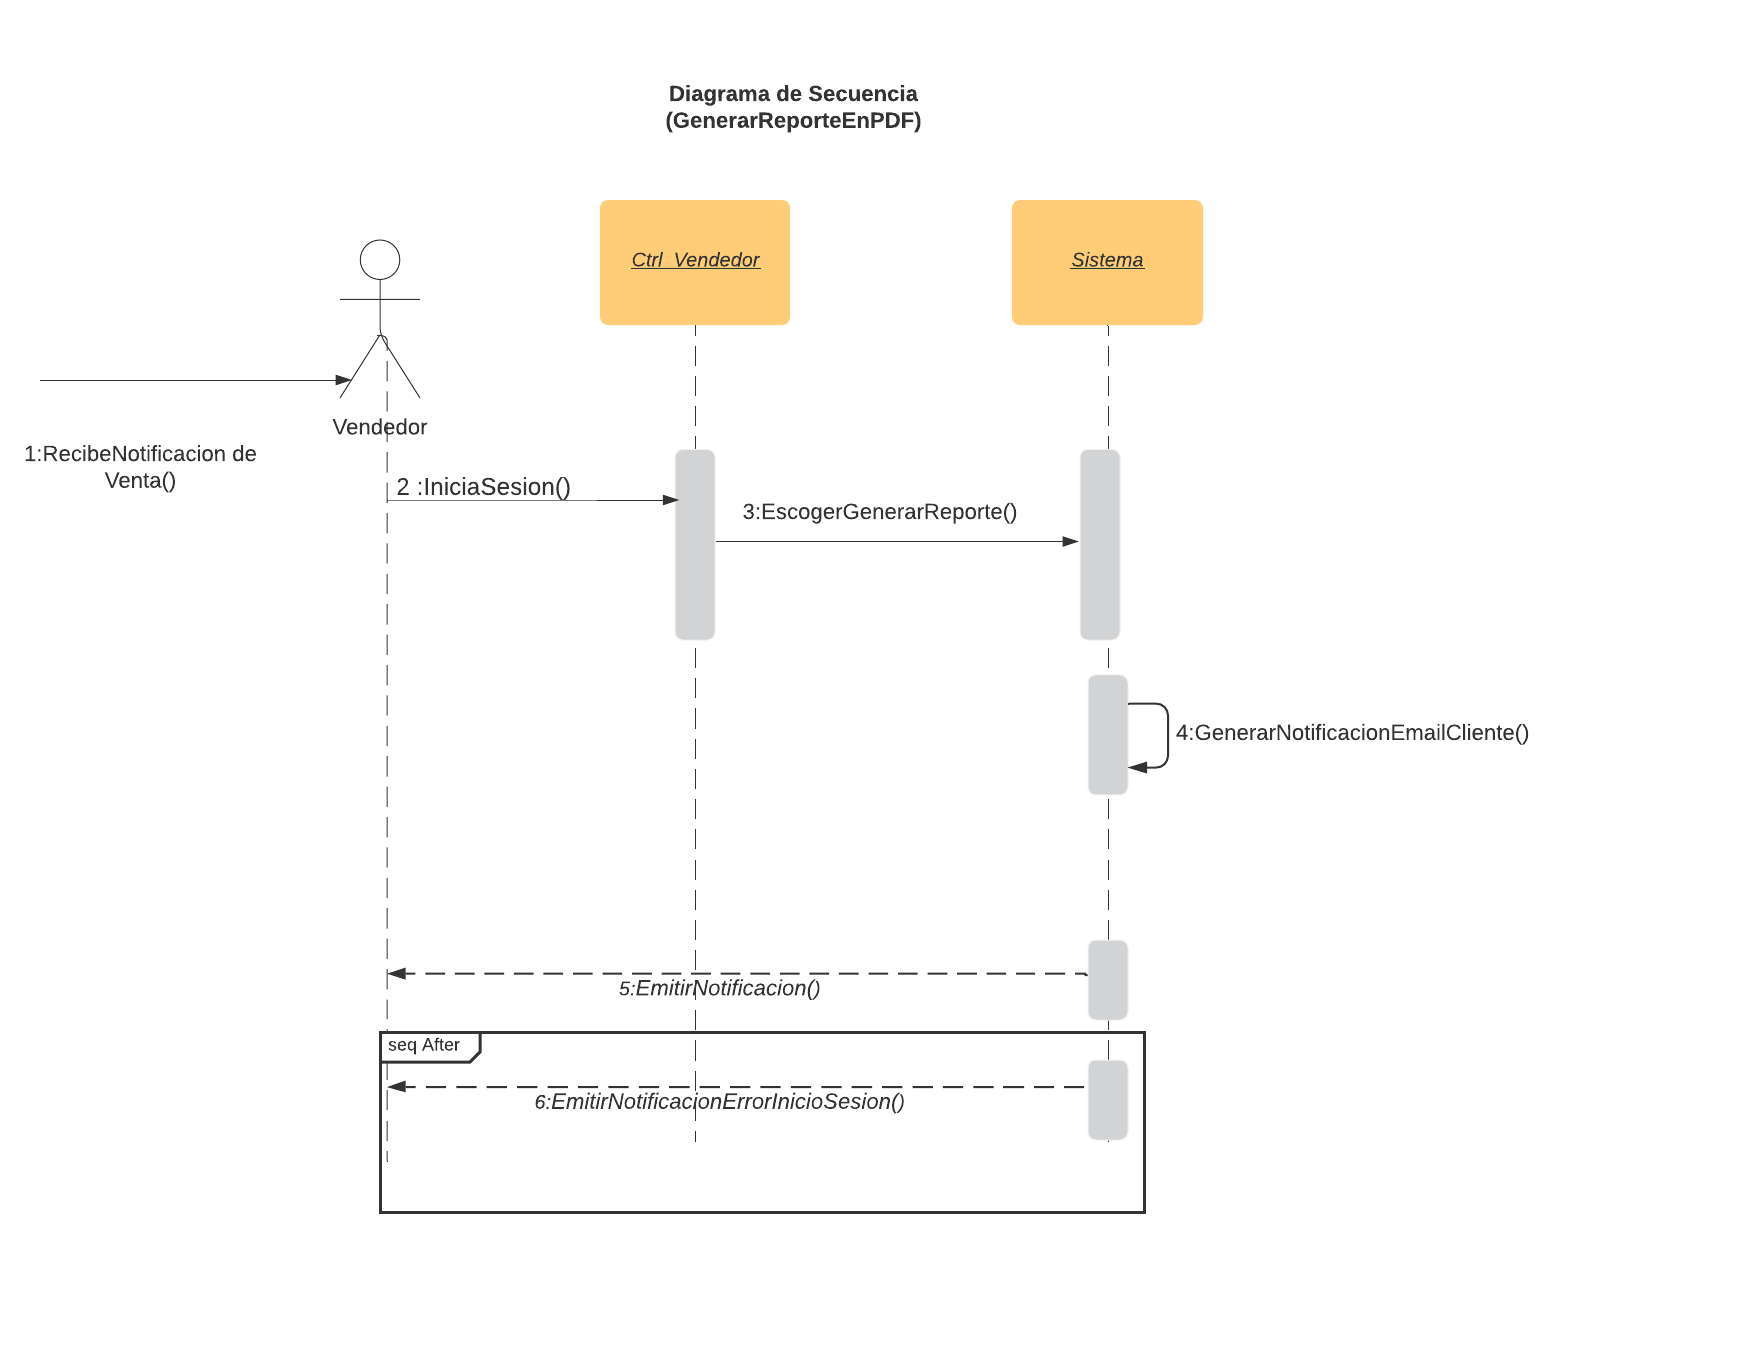 Diagrama de Secuencia
(GenerarReporteEnPDF)
Ctrl_Vendedor
Sistema
Vendedor
1:RecibeNotificacion de
Venta()
2 :IniciaSesion()
3:EscogerGenerarReporte()
4:GenerarNotificacionEmailCliente()
5:EmitirNotificacion()
seq After
6:EmitirNotificacionErrorInicioSesion()